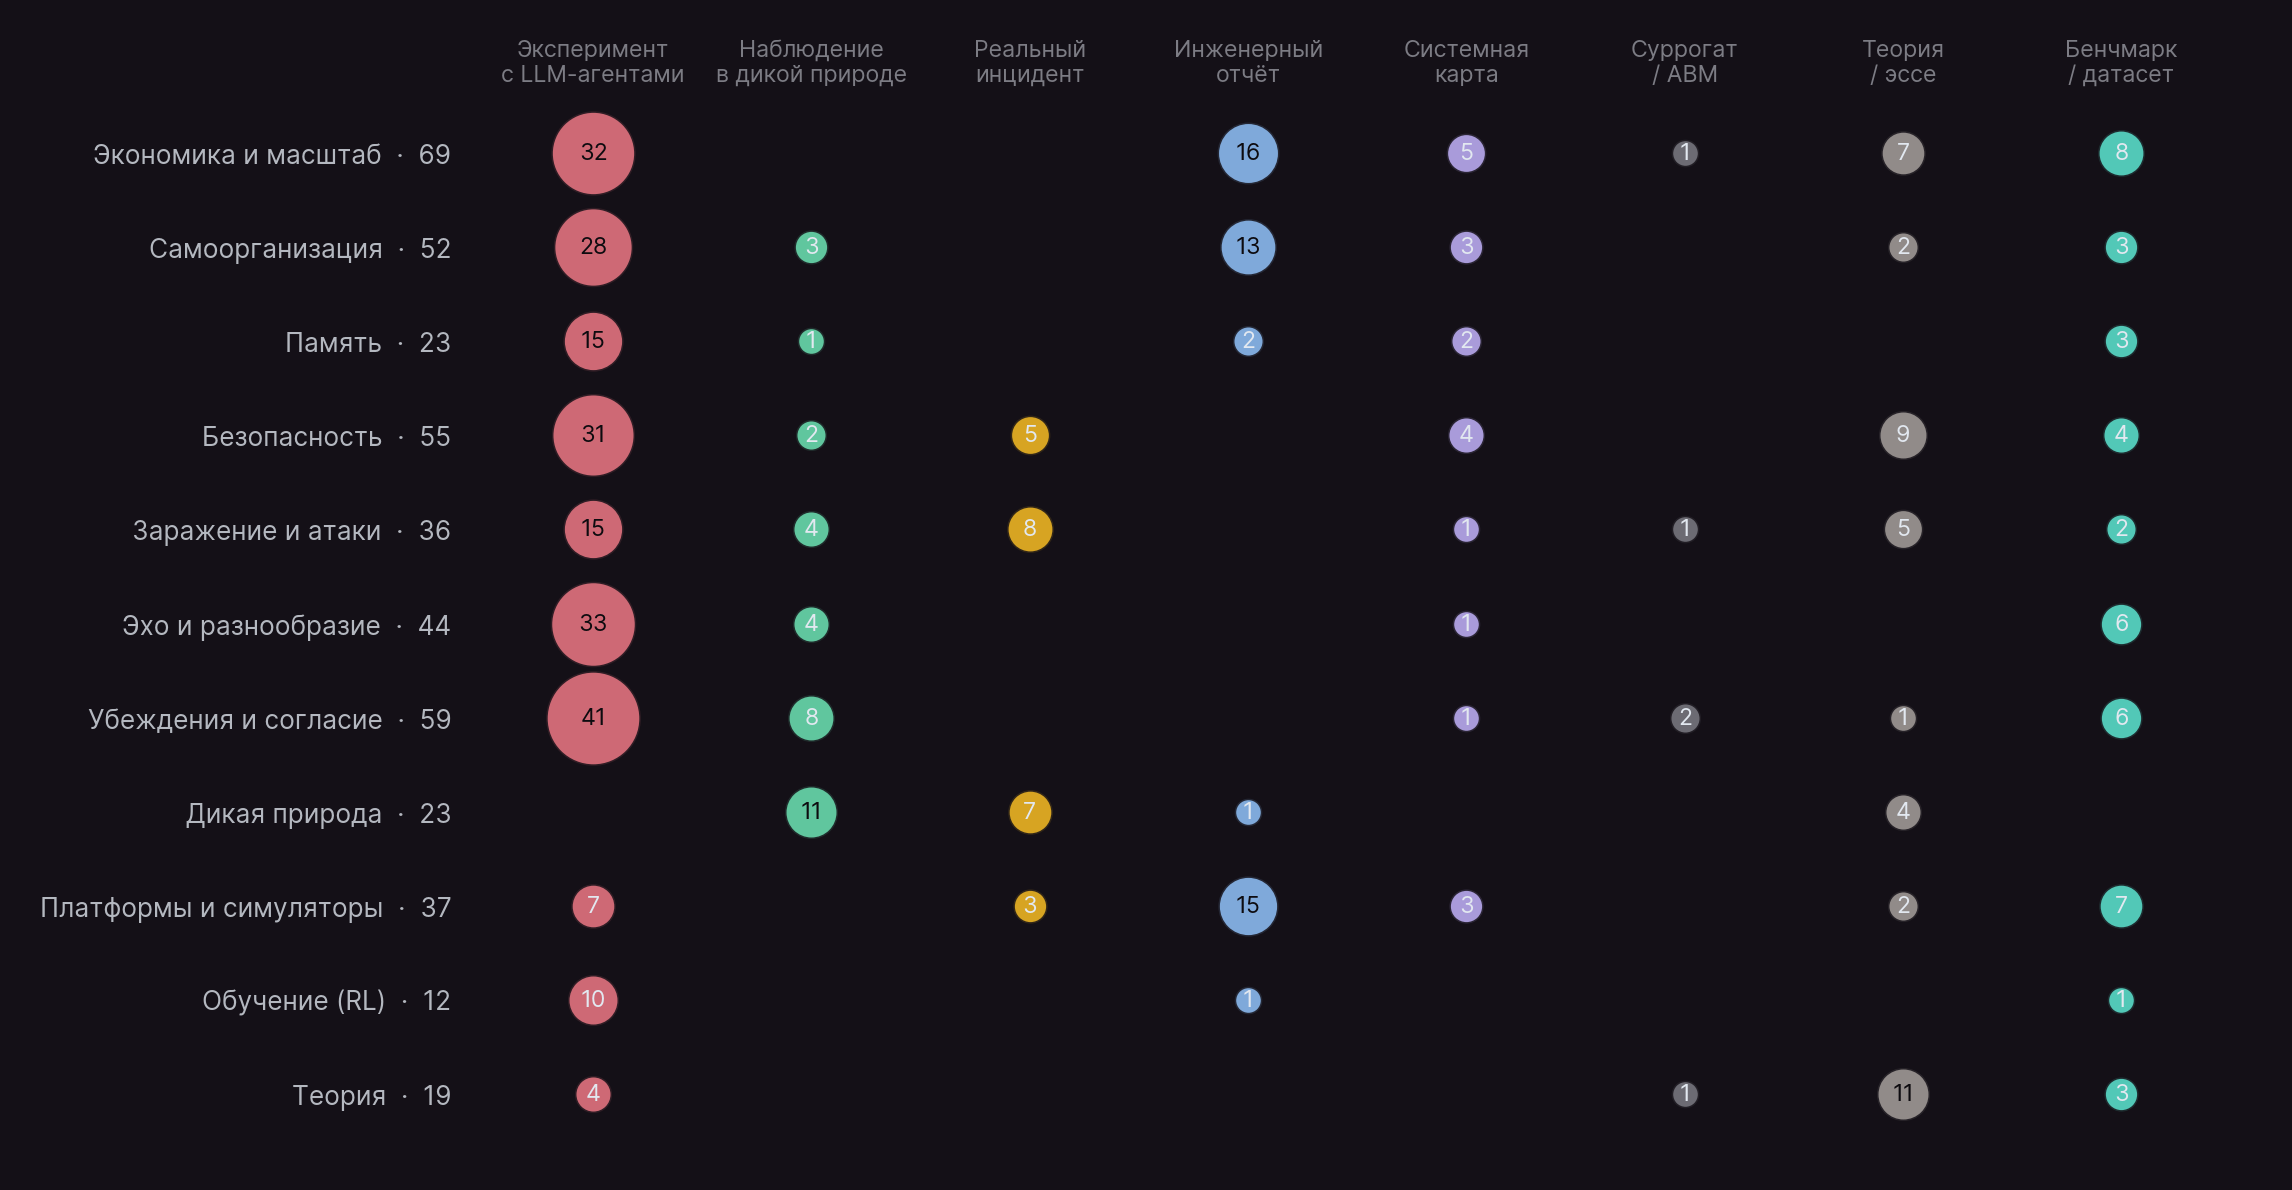 Эксперимент Наблюдение Реальный Инженерный Системная Суррогат Теория Бенчмарк
с LLM-агентами в дикой природе инцидент отчёт карта / ABM / эссе / датасет
Экономика и масштаб · 69 32 16 5 1 7 8
Самоорганизация · 52 28 3 13 3 2 3
Память · 23 15 1 2 2 3
Безопасность · 55 31 2 5 4 9 4
Заражение и атаки · 36 15 4 8 1 1 5 2
Эхо и разнообразие · 44 33 4 1 6
Убеждения и согласие · 59 41 8 1 2 1 6
Дикая природа · 23 11 7 1 4
Платформы и симуляторы · 37 7 3 15 3 2 7
Обучение (RL) · 12 10 1 1
Теория · 19 4 1 11 3